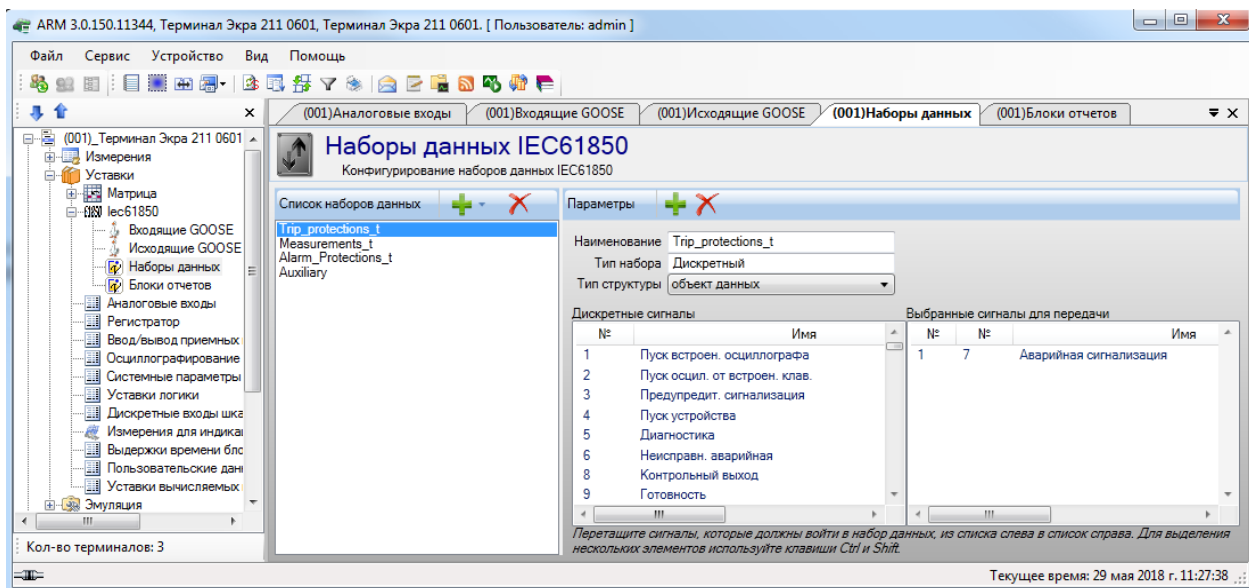 ARM 3.0.150.11344, Терминал Экра 211 0601, Терминал Экра 211 0601. [ Пользователь: admin ]
Файл Сервис Устройство Вид Помощь
(001)Аналоговые входы (001)Входящие GOOSE (001)Исходящие GOOSE (001)Наборы данных (001)Блоки отчетов
(001)_Терминал Экра 211 0601
Измерения
Уставки
Матрица
Iec61850
Входящие GOOSE
Исходящие GOOSE
Наборы данных
Блоки отчетов
Аналоговые входы
Регистратор
Ввод/вывод приемных
Осциллографирование
Системные параметры
Уставки логики
Дискретные входы шка
Измерения для индика
Выдержки времени бло
Пользовательские дан
Уставки вычисляемых
Эмуляция
Кол-во терминалов: 3
Наборы данных IEC61850
Конфигурирование наборов данных IEC61850
Список наборов данных
Trip_protections_t
Measurements_t
Alarm_Protections_t
Auxiliary
Параметры
Наименование Trip_protections_t
Тип набора Дискретный
Тип структуры объект данных
Дискретные сигналы
№ Имя
1 Пуск встроен. осциллографа
2 Пуск осцил. от встроен. клав.
3 Предупредит. сигнализация
4 Пуск устройства
5 Диагностика
6 Неисправн. аварийная
8 Контрольный выход
9 Готовность
Выбранные сигналы для передачи
№ № Имя
1 7 Аварийная сигнализация
Перетащите сигналы, которые должны войти в набор данных, из списка слева в список справа. Для выделения
нескольких элементов используйте клавиши Ctrl и Shift.
Текущее время: 29 мая 2018 г. 11:27:38